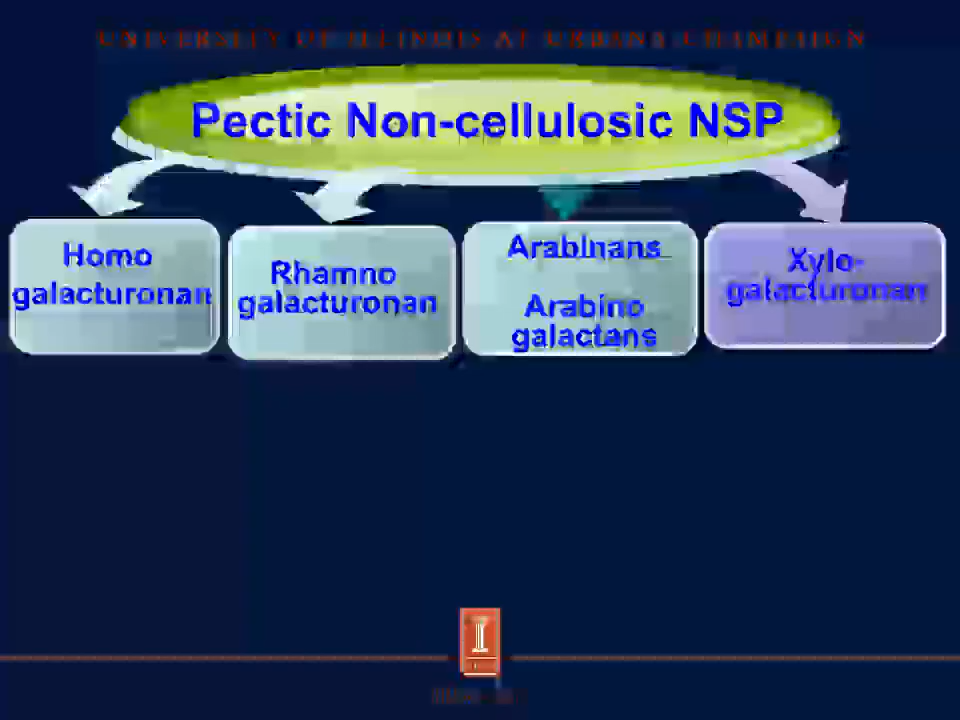 UNIVERSITY OF ILLINOIS AT URBANA-CHAMPAIGN
Pectic Non-cellulosic NSP
Homo
galacturonan
Rhamno
galacturonan
Arabinans
Arabino
galactans
Xylo-
galacturonan
I